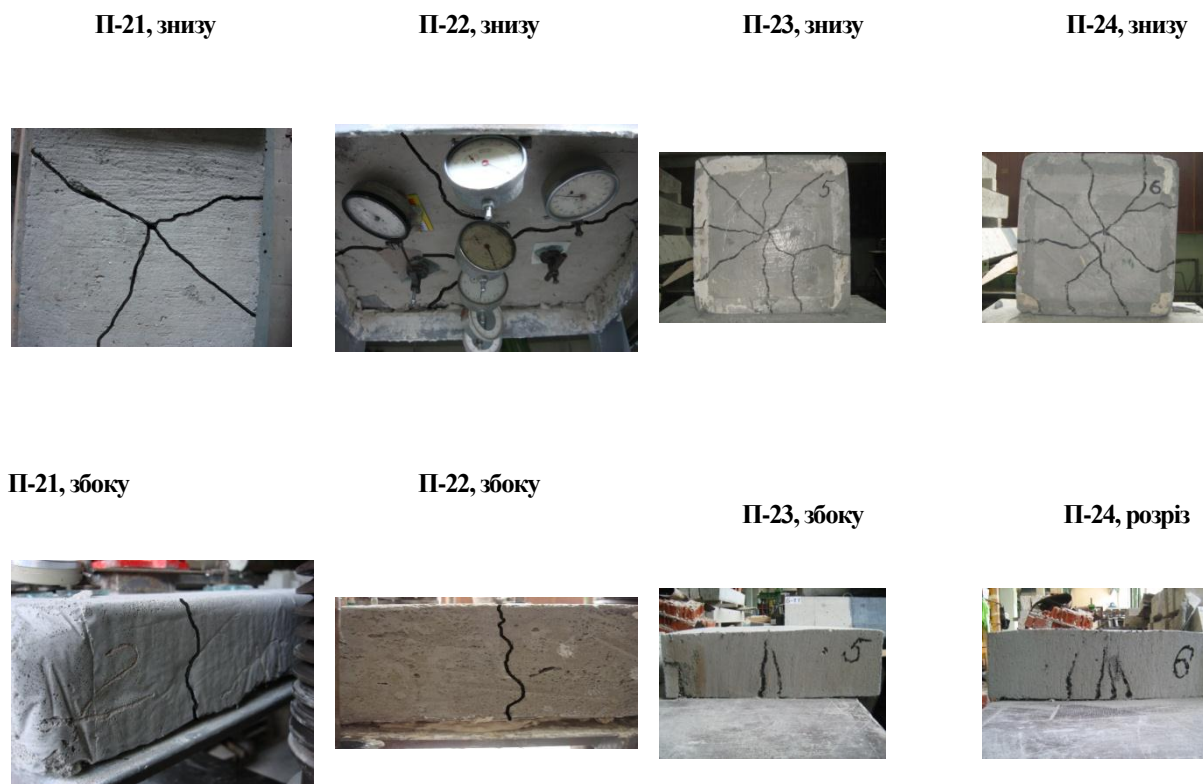 П-21, знизу
П-22, знизу
П-23, знизу
П-24, знизу
5
6
П-21, збоку
П-22, збоку
П-23, збоку
П-24, розріз
2
5
6